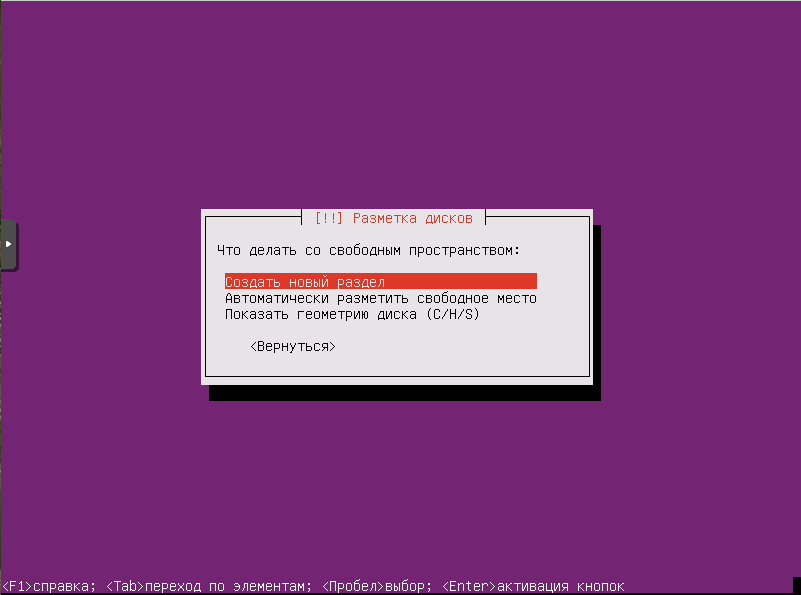 [!!] Разметка дисков
Что делать со свободным пространством:
Создать новый раздел
Автоматически разметить свободное место
Показать геометрию диска (C/H/S)
<Вернуться>
<F1>справка; <Tab>переход по элементам; <Пробел>выбор; <Enter>активация кнопок